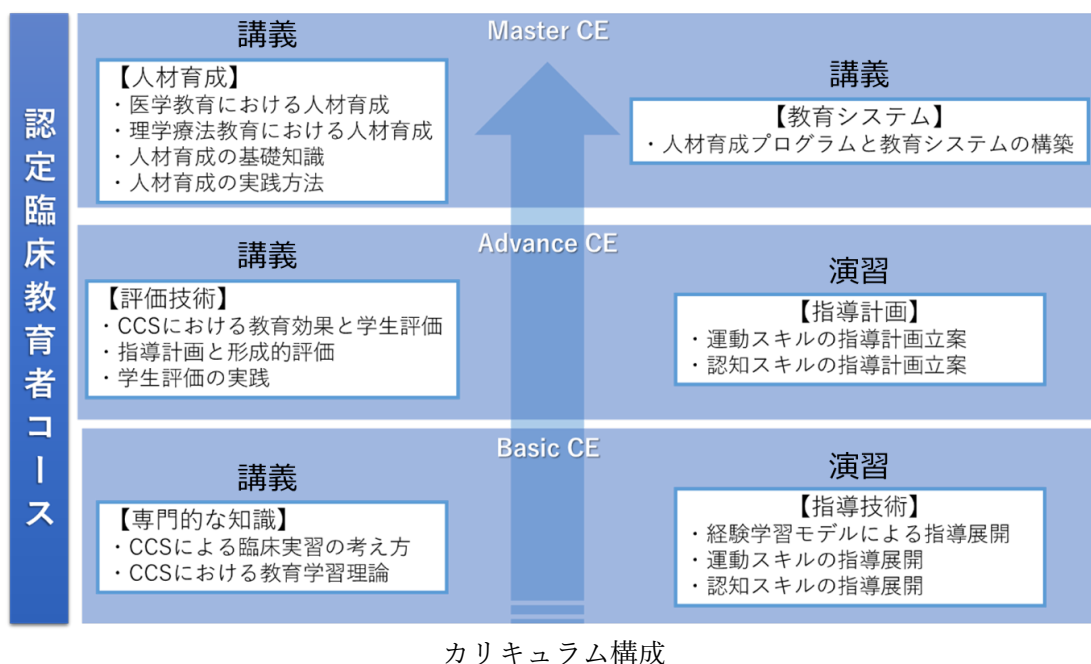 認定臨床教育者コース
Master CE
講義
【人材育成】
・医学教育における人材育成
・理学療法教育における人材育成
・人材育成の基礎知識
・人材育成の実践方法
講義
【教育システム】
・人材育成プログラムと教育システムの構築
Advance CE
講義
【評価技術】
・CCSにおける教育効果と学生評価
・指導計画と形成的評価
・学生評価の実践
演習
【指導計画】
・運動スキルの指導計画立案
・認知スキルの指導計画立案
Basic CE
講義
【専門的な知識】
・CCSによる臨床実習の考え方
・CCSにおける教育学習理論
演習
【指導技術】
・経験学習モデルによる指導展開
・運動スキルの指導展開
・認知スキルの指導展開
カリキュラム構成